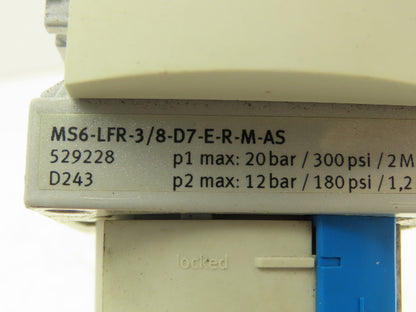 MS6-LFR-3/8-D7-E-R-M-AS
529228 p1 max: 20 bar / 300 psi / 2 M
D243 p2 max: 12 bar / 180 psi / 1,2
locked